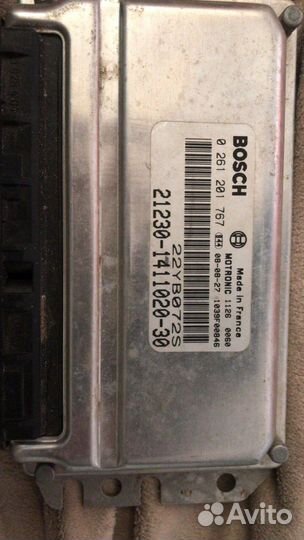 BOSCH
Made in France
0 261 201 767
MOTRONIC 1126 0060
08-08-27 1039F00846
22YB072S
21230-1411020-30
Avito